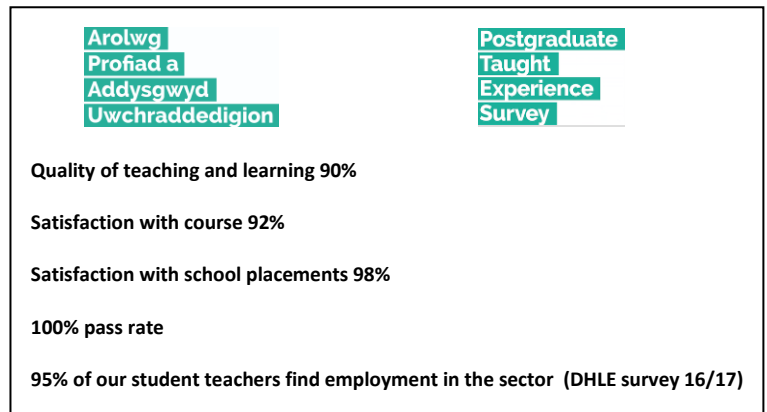 Arolwg
Profiad a
Addysgwyd
Uwchraddedigion
Postgraduate
Taught
Experience
Survey
Quality of teaching and learning 90%
Satisfaction with course 92%
Satisfaction with school placements 98%
100% pass rate
95% of our student teachers find employment in the sector (DHLE survey 16/17)